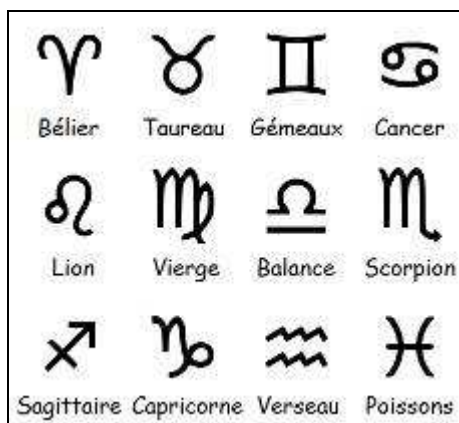 Bélier Taureau Gémeaux Cancer
Lion Vierge Balance Scorpion
Sagittaire Capricorne Verseau Poissons